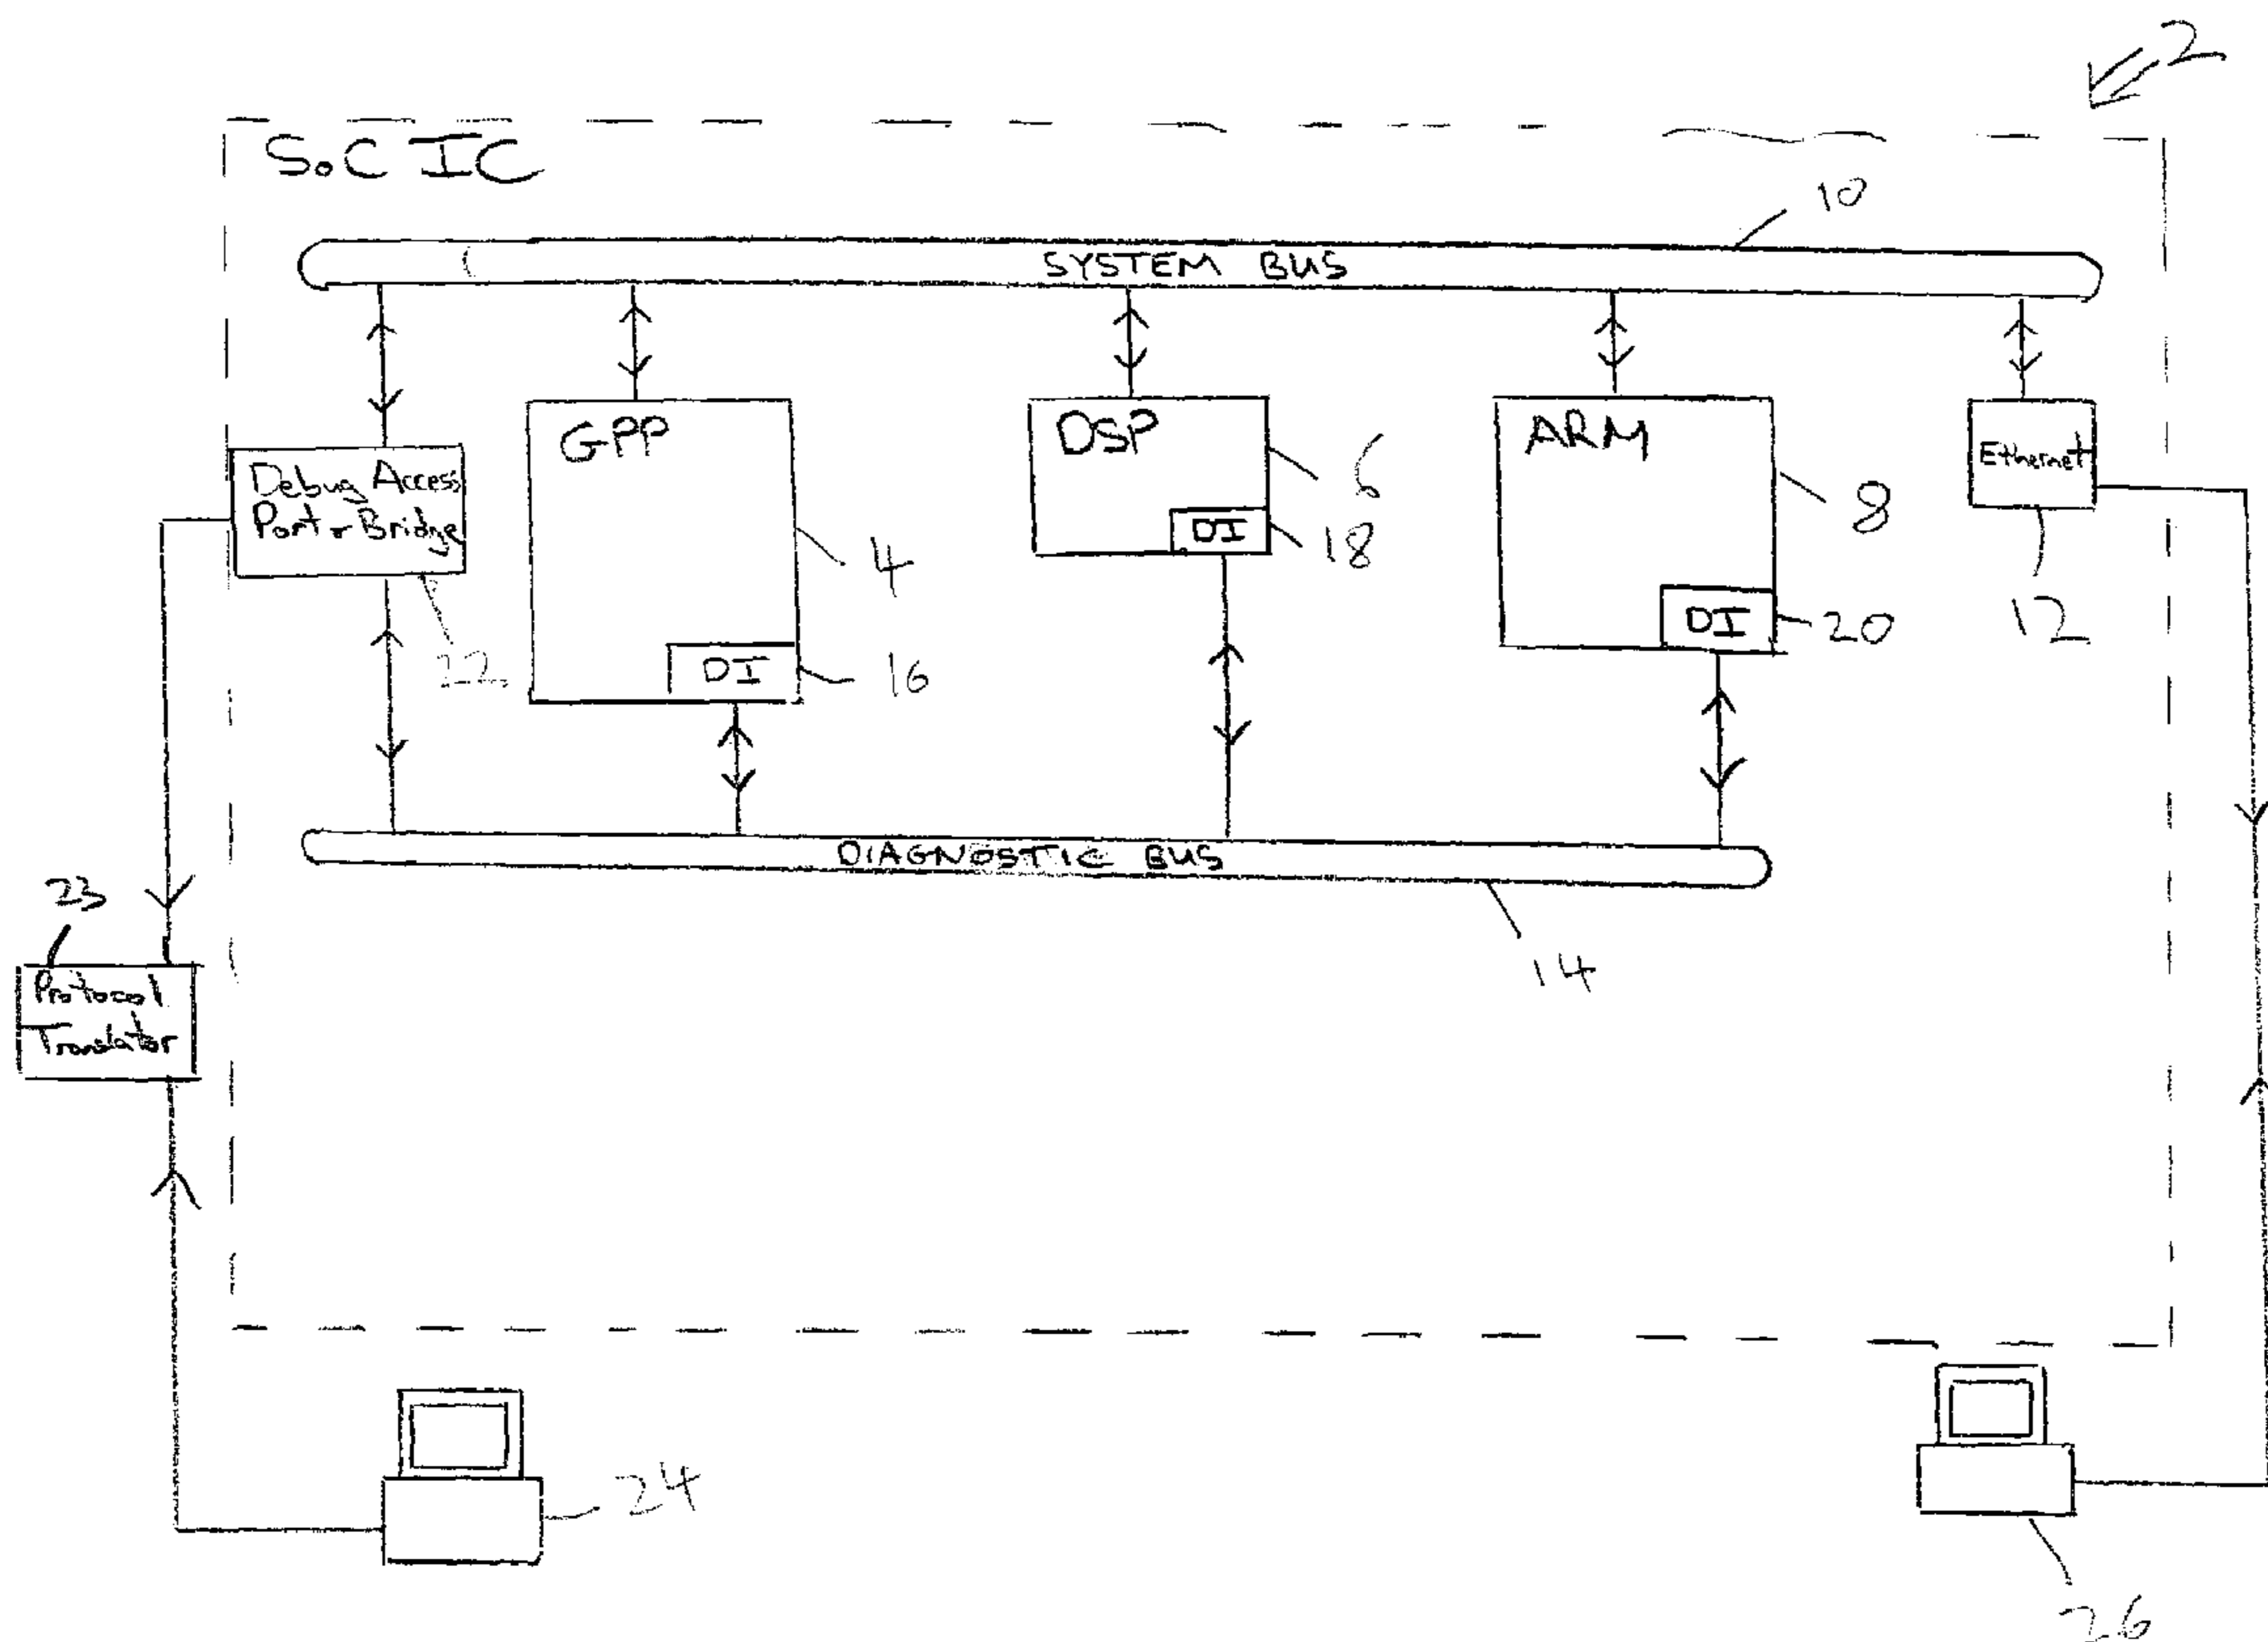 2
SoC IC
10
SYSTEM BUS
GPP
DSP
ARM
Ethernet
Debug Access
Port + Bridge
6
8
4
DI
18
DI
20
12
22
DI
16
DIAGNOSTIC BUS
23
14
Protocol
Translator
24
26